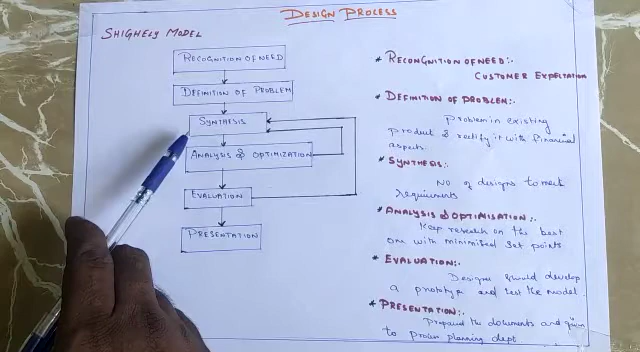 DESIGN PROCESS
SHIGHELY MODEL
RECOGNITION OF NEED
DEFINITION OF PROBLEM
SYNTHESIS
ANALYSIS & OPTIMIZATION
EVALUATION
PRESENTATION
* RECONGNITION OF NEED:-
CUSTOMER EXPECTATION
* DEFINITION OF PROBLEM:-
Problem in existing
product & rectify it with Financial
aspects.
* SYNTHESIS:-
No of designs to meet
requirements
* ANALYSIS & OPTIMISATION:-
Keep research on the best
one with minimised set points
* EVALUATION:-
Designer should develop
a prototype and test the model.
* PRESENTATION:-
Prepared the documents and given
to process planning dept